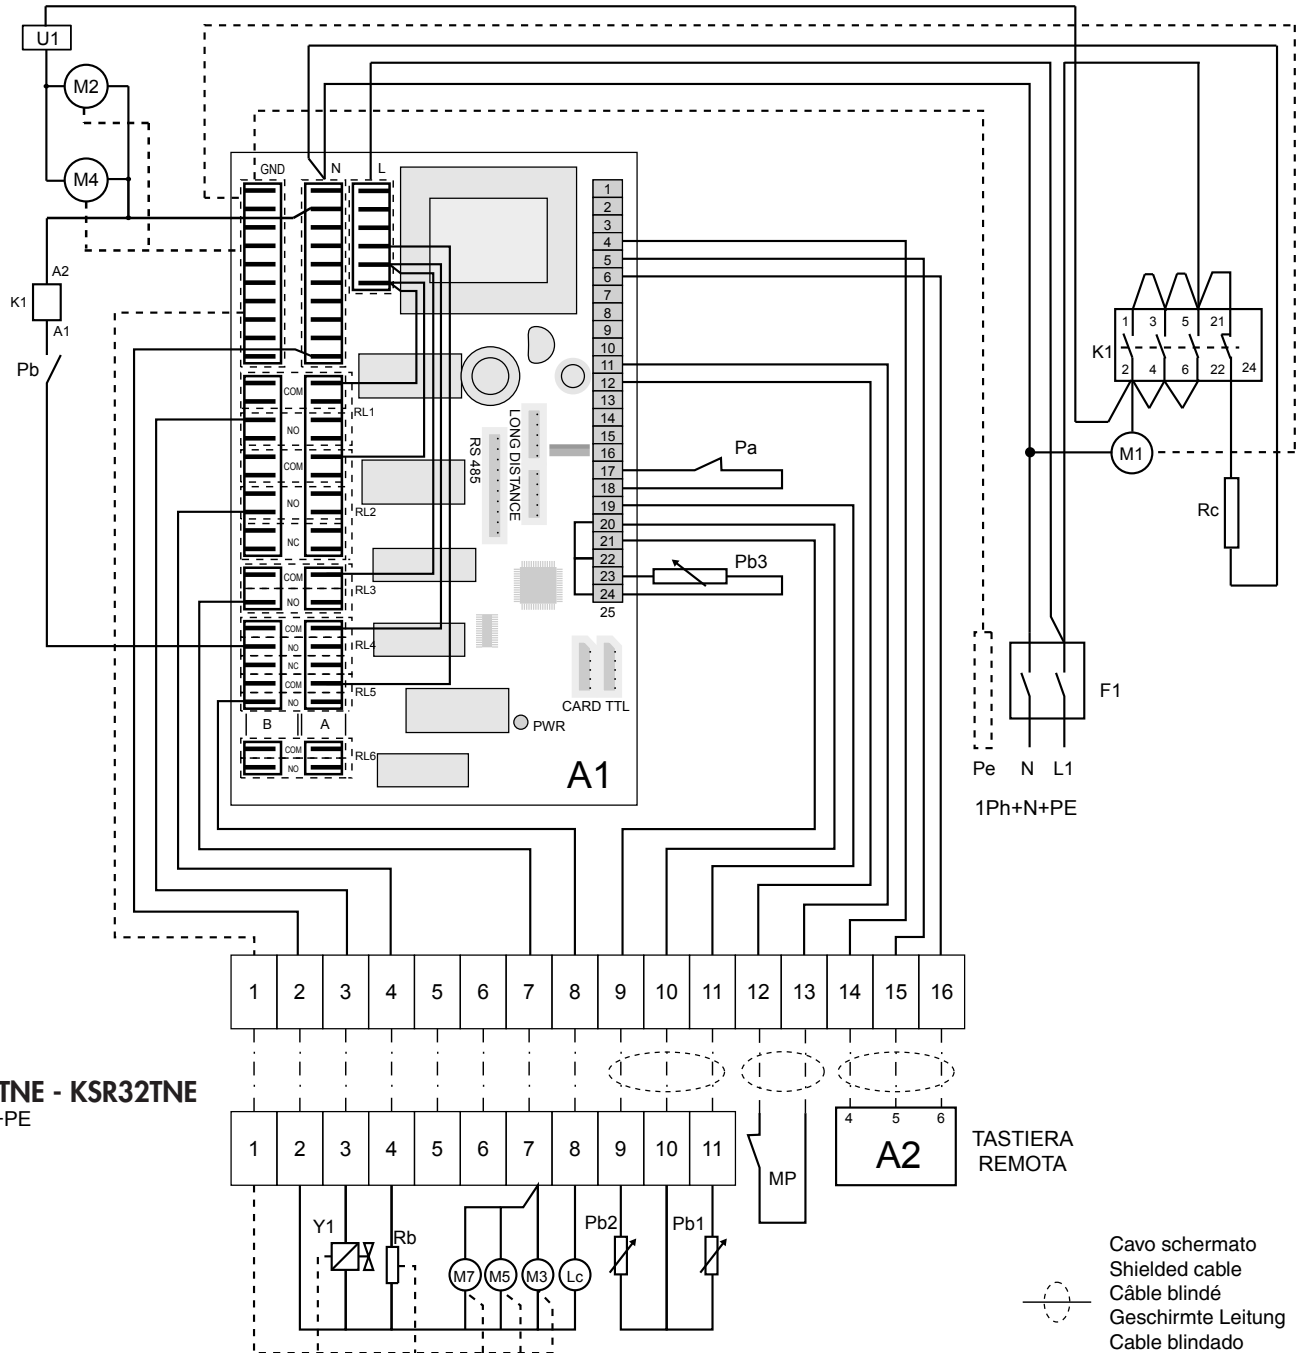 U1
M2
M4
GND N L
A2
K1
A1
Pb
COM
RL1
NO
COM
NO
RL2
NC
COM
RL3
NO
COM
NO
RL4
NC
COM
RL5
NO
B A
COM
RL6
NO
RS 485
LONG DISTANCE
CARD TTL
PWR
A1
1
2
3
4
5
6
7
8
9
10
11
12
13
14
15
16
17
18
19
20
21
22
23
24
25
Pa
Pb3
1 3 5 21
K1
2 4 6 22 24
M1
Rc
F1
Pe N L1
1Ph+N+PE
1 2 3 4 5 6 7 8 9 10 11 12 13 14 15 16
TNE - KSR32TNE
+PE
1 2 3 4 5 6 7 8 9 10 11
MP
4 5 6
A2
TASTIERA
REMOTA
Y1
Rb
M7 M5 M3 Lc
Pb2
Pb1
Cavo schermato
Shielded cable
Câble blindé
Geschirmte Leitung
Cable blindado